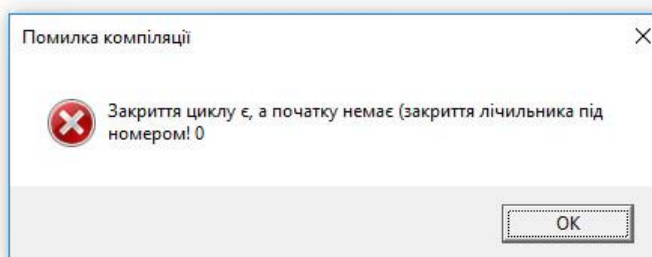 Помилка компіляції
Закриття циклу є, а початку немає (закриття лічильника під
номером! 0
OK